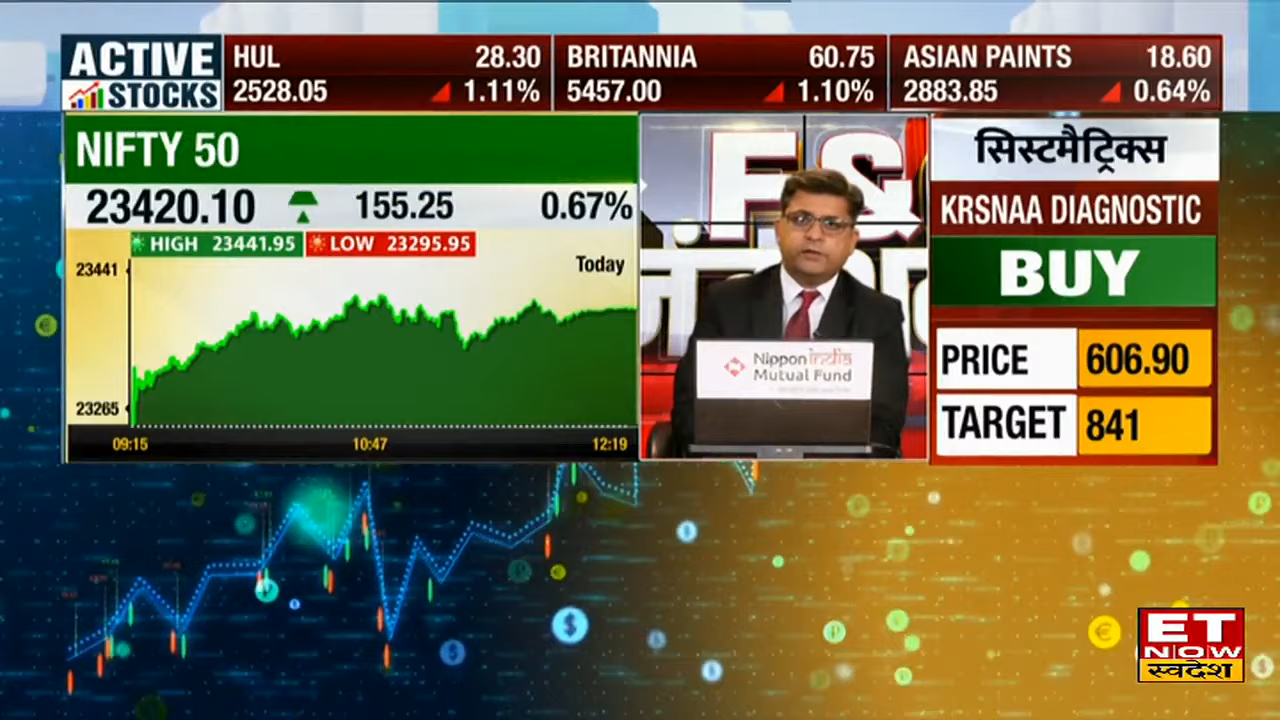 ACTIVE
STOCKS
HUL 28.30
2528.05 1.11%
BRITANNIA 60.75
5457.00 1.10%
ASIAN PAINTS 18.60
2883.85 0.64%
NIFTY 50
23420.10 155.25 0.67%
HIGH 23441.95 LOW 23295.95
Today
23441
23265
09:15 10:47 12:19
F&
Nippon india
Mutual Fund
सिस्टमैट्रिक्स
KRSNAA DIAGNOSTIC
BUY
PRICE 606.90
TARGET 841
ET
NOW
स्वदेश